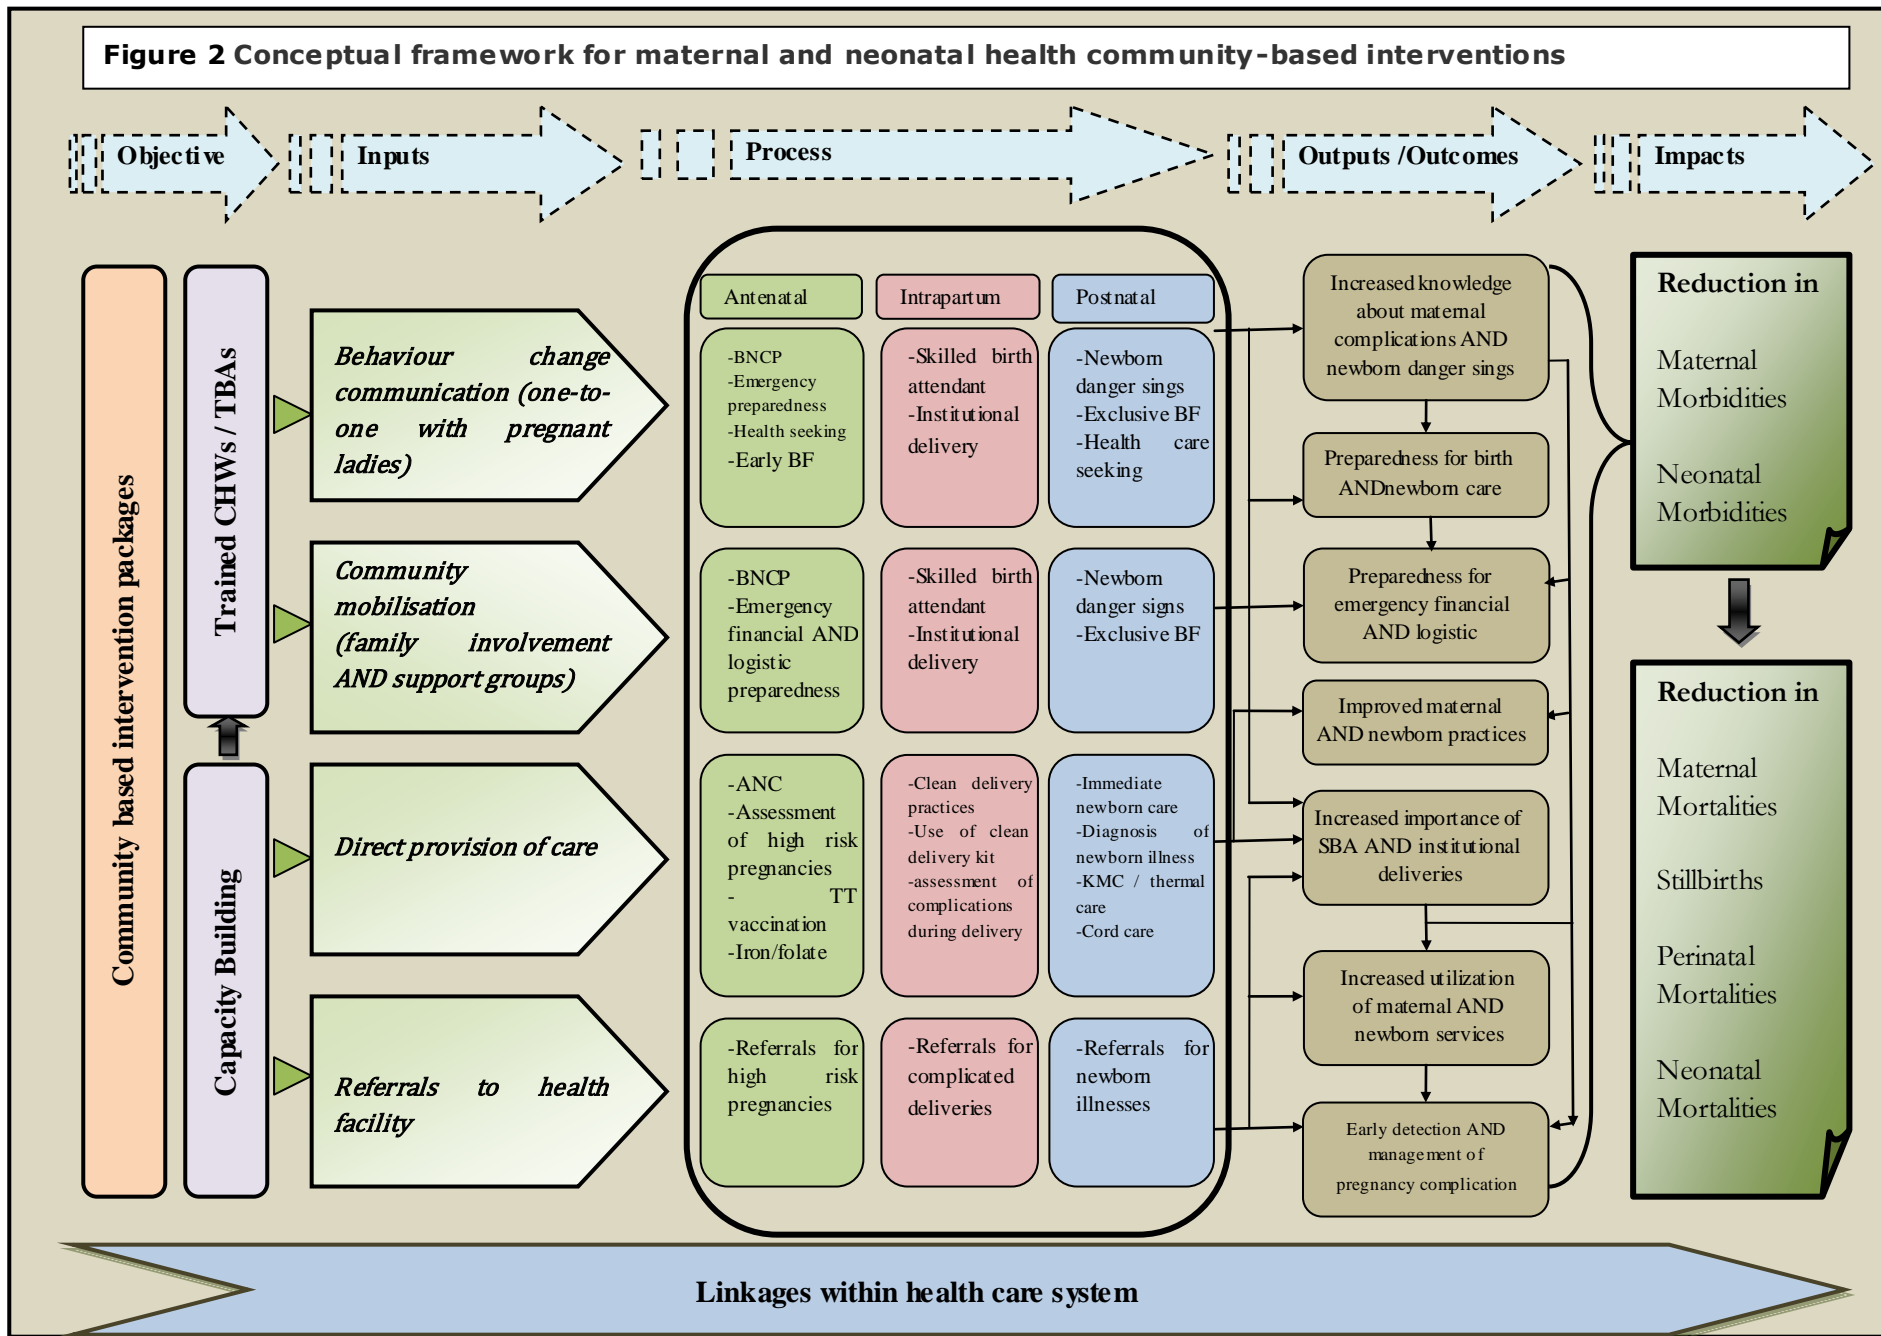 Figure 2 Conceptual framework for maternal and neonatal health community-based interventions
Objective
Inputs
Process
Outputs /Outcomes
Impacts
Community based intervention packages
Trained CHWs / TBAs
Capacity Building
Behaviour change
communication (one-to-
one with pregnant
ladies)
Community
mobilisation
(family involvement
AND support groups)
Direct provision of care
Referrals to health
facility
Antenatal
Intrapartum
Postnatal
-BNCP
-Emergency
preparedness
-Health seeking
-Early BF
-Skilled birth
attendant
-Institutional
delivery
-Newborn
danger sings
-Exclusive BF
-Health care
seeking
-BNCP
-Emergency
financial AND
logistic
preparedness
-Skilled birth
attendant
-Institutional
delivery
-Newborn
danger signs
-Exclusive BF
-ANC
-Assessment
of high risk
pregnancies
- TT
vaccination
-Iron/folate
-Clean delivery
practices
-Use of clean
delivery kit
-assessment of
complications
during delivery
-Immediate
newborn care
-Diagnosis of
newborn illness
-KMC / thermal
care
-Cord care
-Referrals for
high risk
pregnancies
-Referrals for
complicated
deliveries
-Referrals for
newborn
illnesses
Increased knowledge
about maternal
complications AND
newborn danger sings
Preparedness for birth
ANDnewborn care
Preparedness for
emergency financial
AND logistic
Improved maternal
AND newborn practices
Increased importance of
SBA AND institutional
deliveries
Increased utilization
of maternal AND
newborn services
Early detection AND
management of
pregnancy complication
Reduction in
Maternal
Morbidities
Neonatal
Morbidities
Reduction in
Maternal
Mortalities
Stillbirths
Perinatal
Mortalities
Neonatal
Mortalities
Linkages within health care system